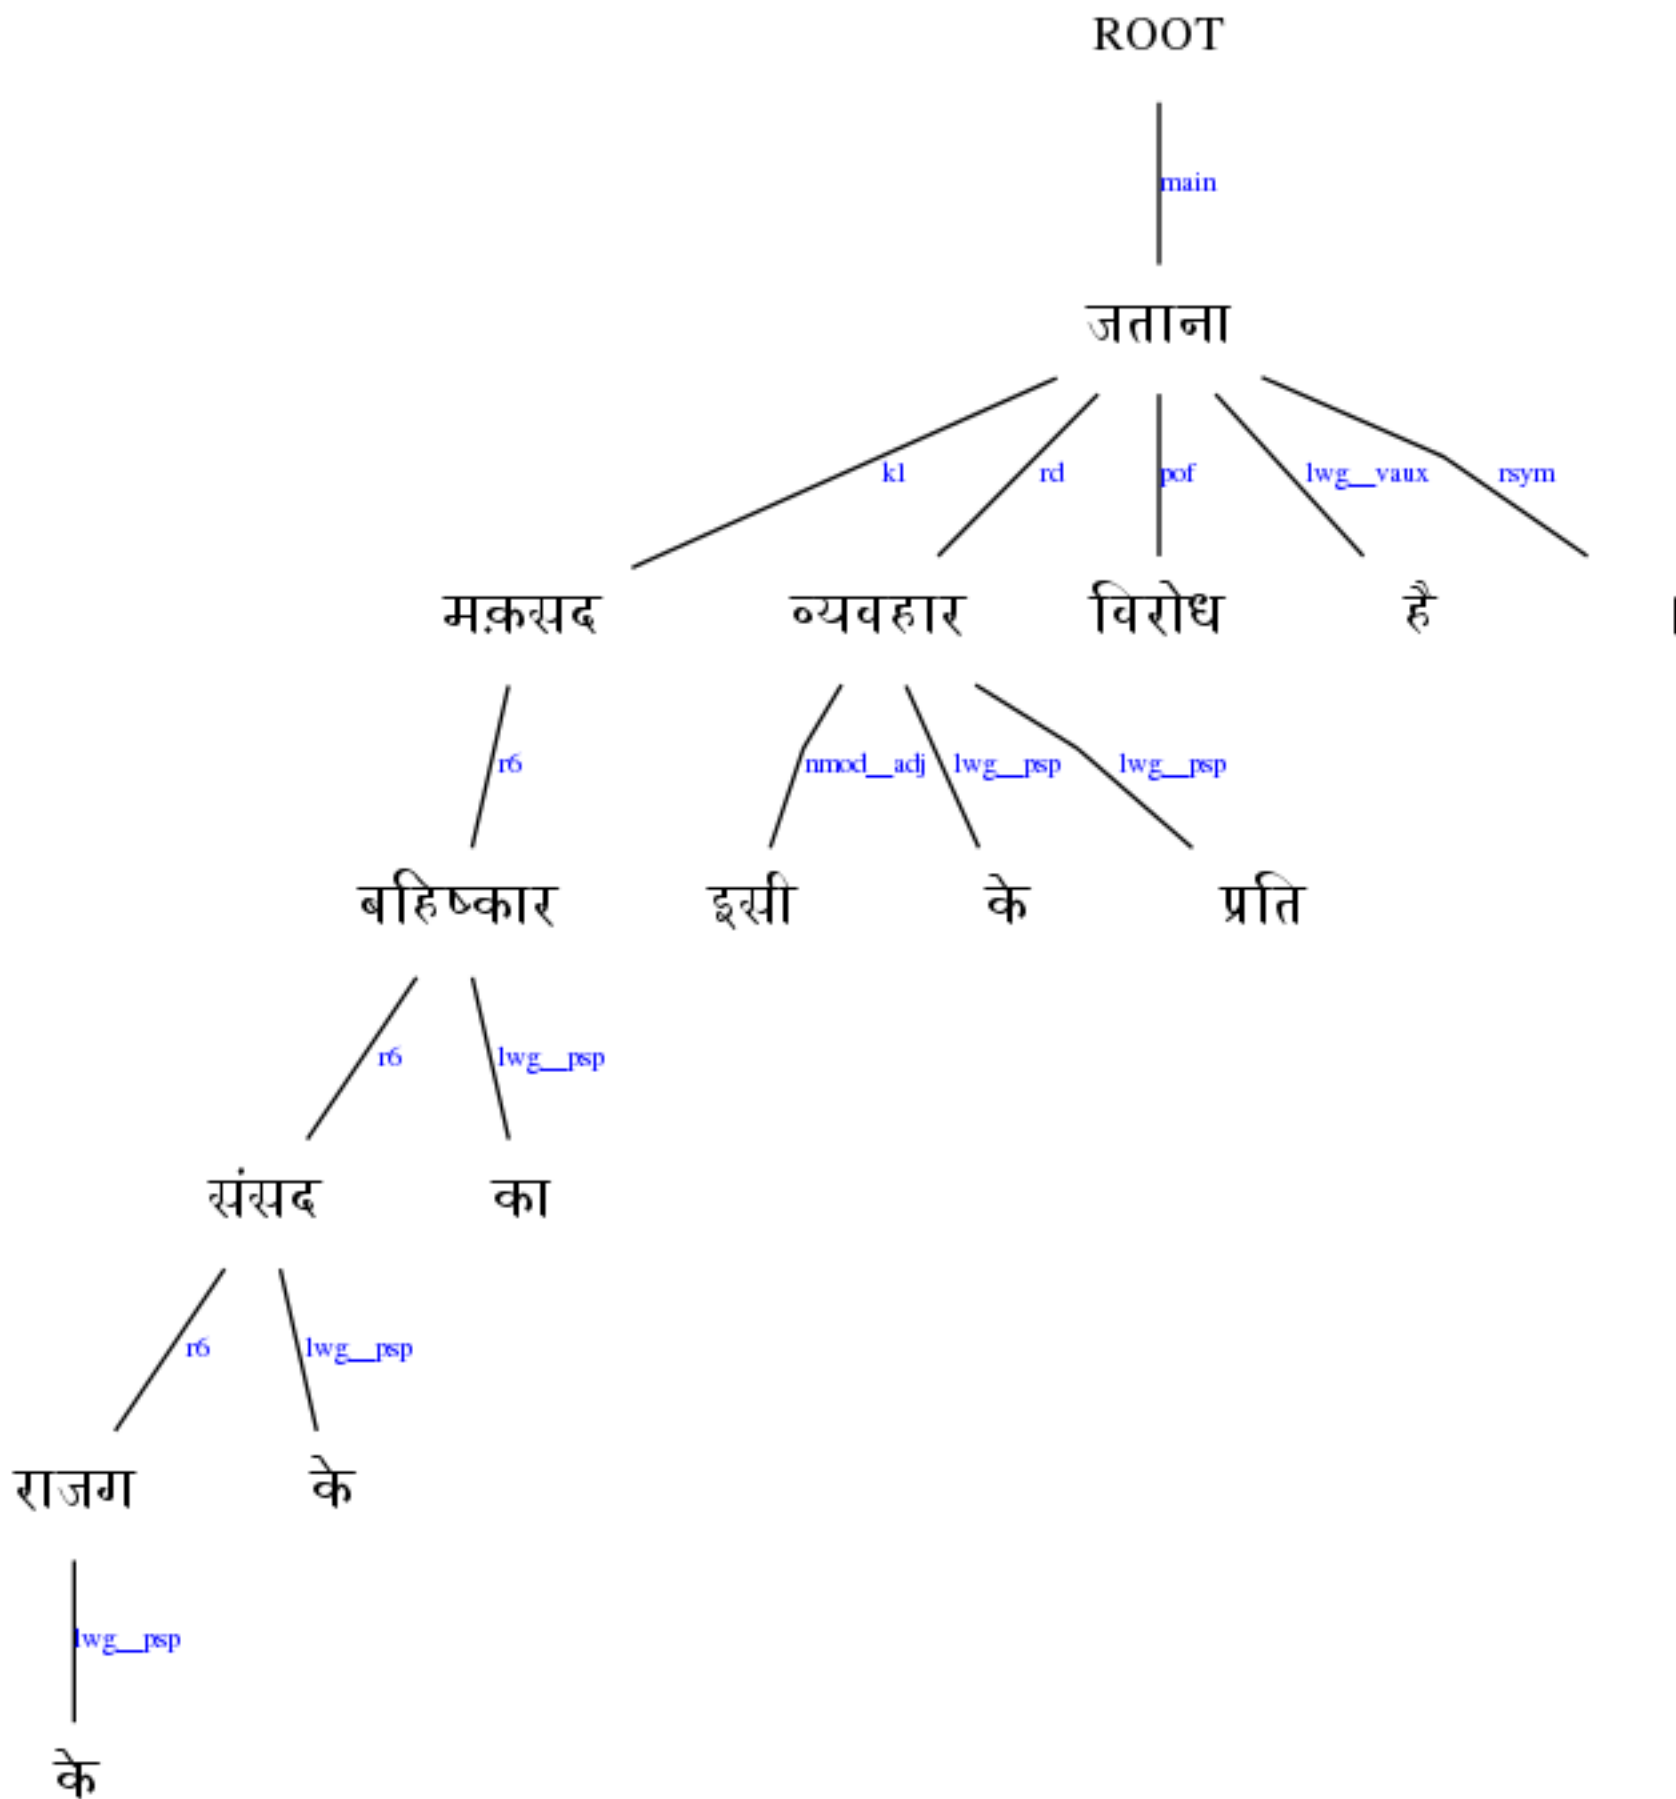 ROOT
main
जताना
k1 rd pof lwg__vaux rsym
मक़सद व्यवहार विरोध है ।
r6 nmod__adj lwg__psp lwg__psp
बहिष्कार इसी के प्रति
r6 lwg__psp
संसद का
r6 lwg__psp
राजग के
lwg__psp
के